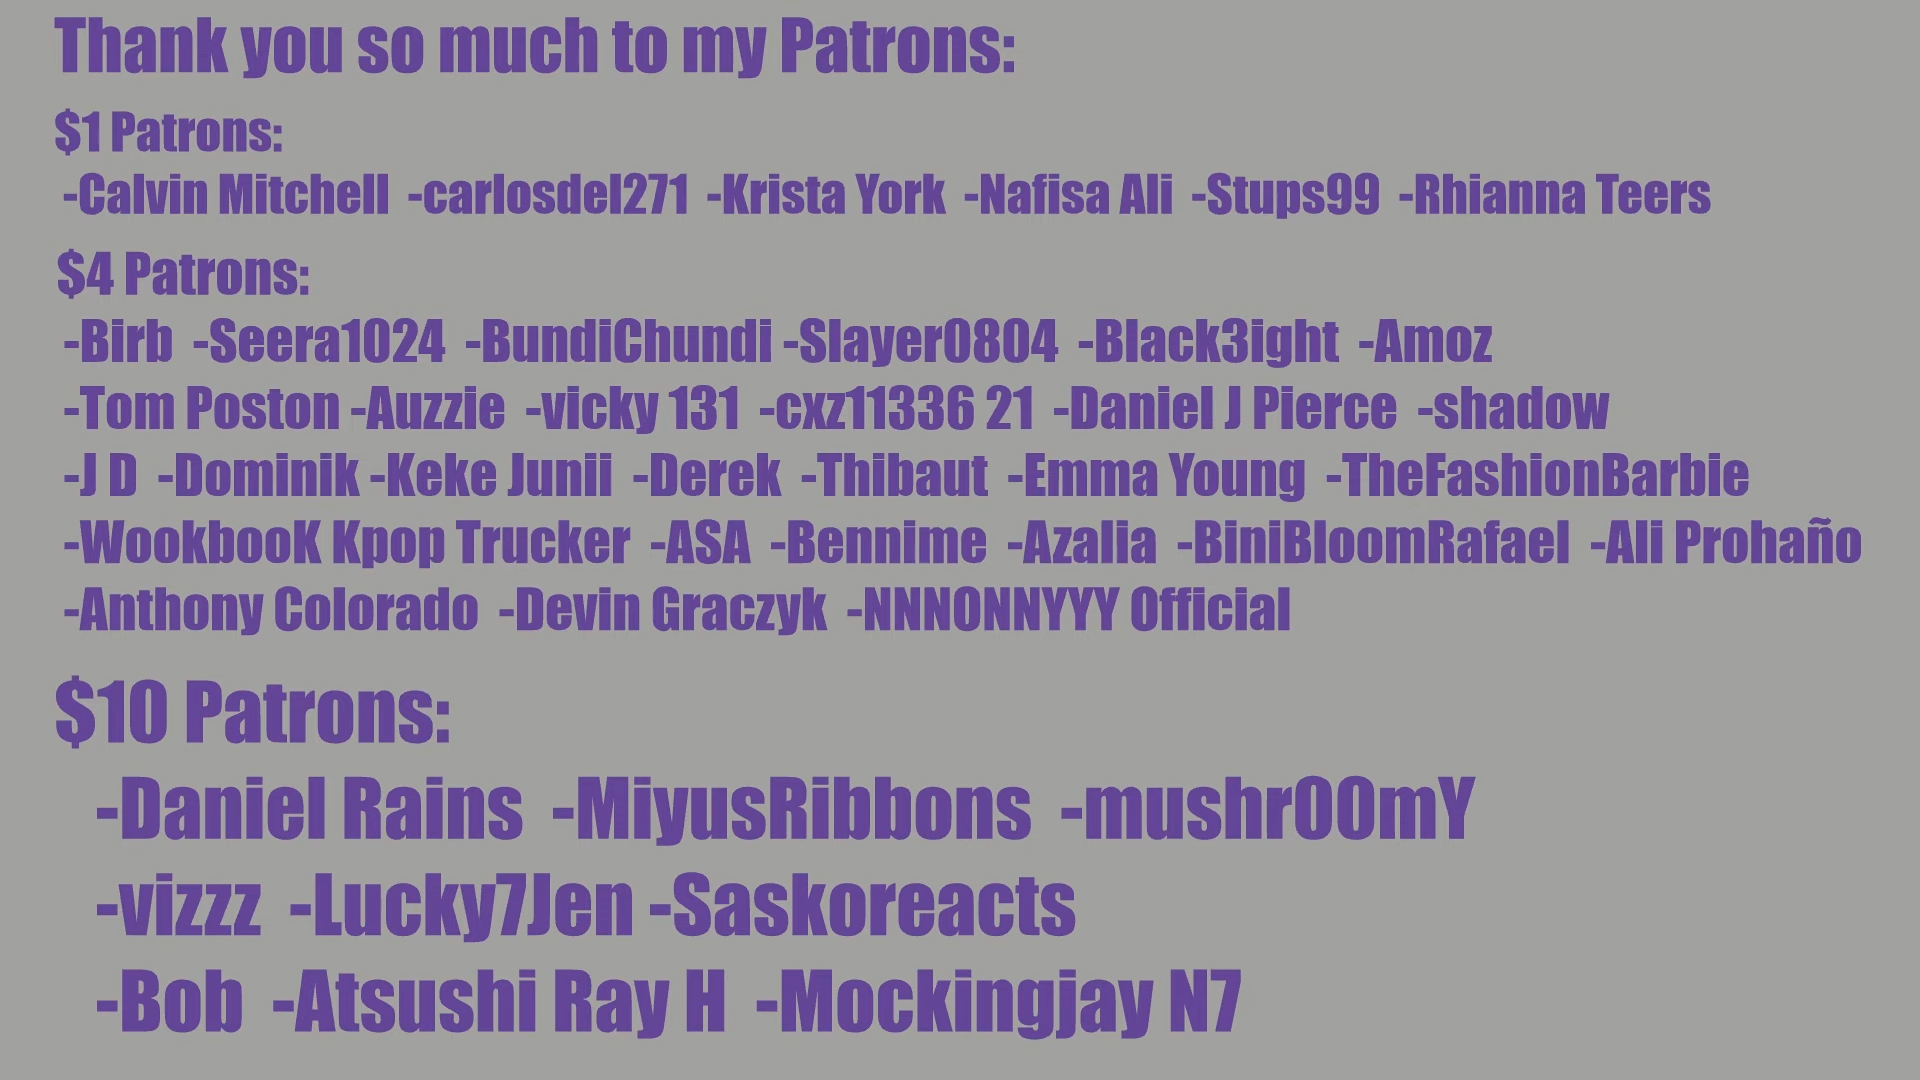 Thank you so much to my Patrons:
$1 Patrons:
-Calvin Mitchell -carlosdel271 -Krista York -Nafisa Ali -Stups99 -Rhianna Teers
$4 Patrons:
-Birb -Seera1024 -BundiChundi -Slayer0804 -Black3ight -Amoz
-Tom Poston -Auzzie -vicky 131 -cxz11336 21 -Daniel J Pierce -shadow
-J D -Dominik -Keke Junii -Derek -Thibaut -Emma Young -TheFashionBarbie
-WookbooK Kpop Trucker -ASA -Bennime -Azalia -BiniBloomRafael -Ali Prohaño
-Anthony Colorado -Devin Graczyk -NNNONNYYY Official
$10 Patrons:
-Daniel Rains -MiyusRibbons -mushr00mY
-vizzz -Lucky7Jen -Saskoreacts
-Bob -Atsushi Ray H -Mockingjay N7